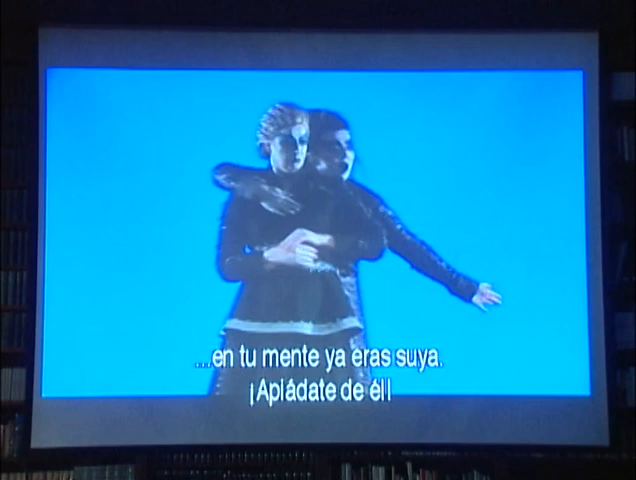 ...en tu mente ya eras suya.
¡Apiádate de él!